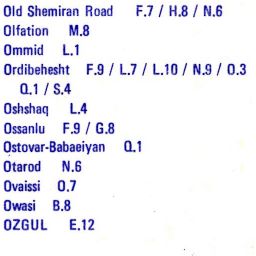 Old Shemiran Road F.7 / H.8 / N.6
Olfation M.8
Ommid L.1
Ordibehesht F.9 / L.7 / L.10 / N.9 / O.3
Q.1 / S.4
Oshshaq L.4
Ossanlu F.9 / G.8
Ostovar-Babaeiyan Q.1
Otarod N.6
Ovaissi O.7
Owasi B.8
OZGUL E.12